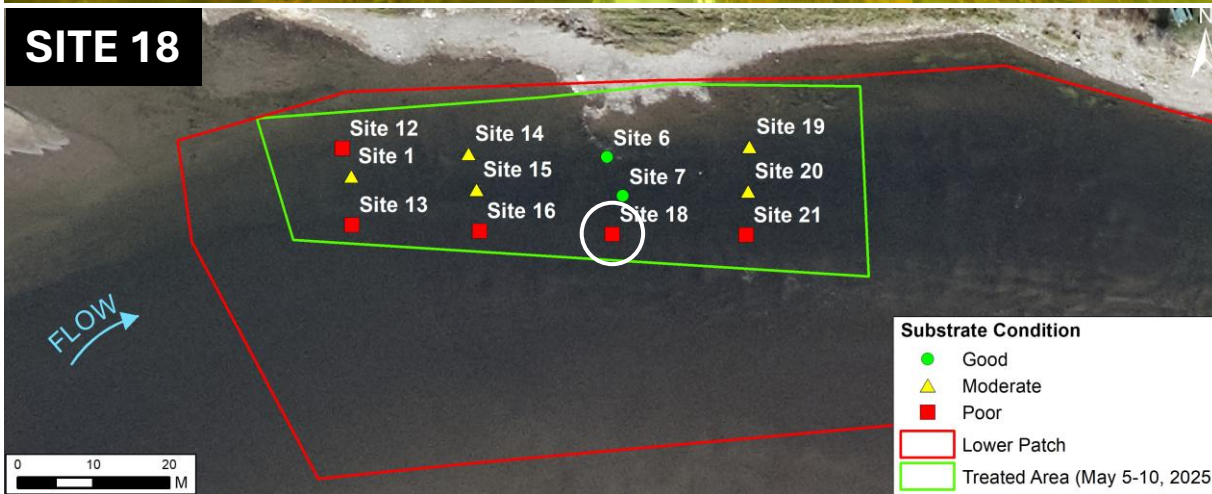 SITE 18
N
Site 12
Site 14
Site 6
Site 19
Site 1
Site 15
Site 7
Site 20
Site 13
Site 16
Site 18
Site 21
FLOW
Substrate Condition
Good
Moderate
Poor
Lower Patch
Treated Area (May 5-10, 2025
0 10 20
M